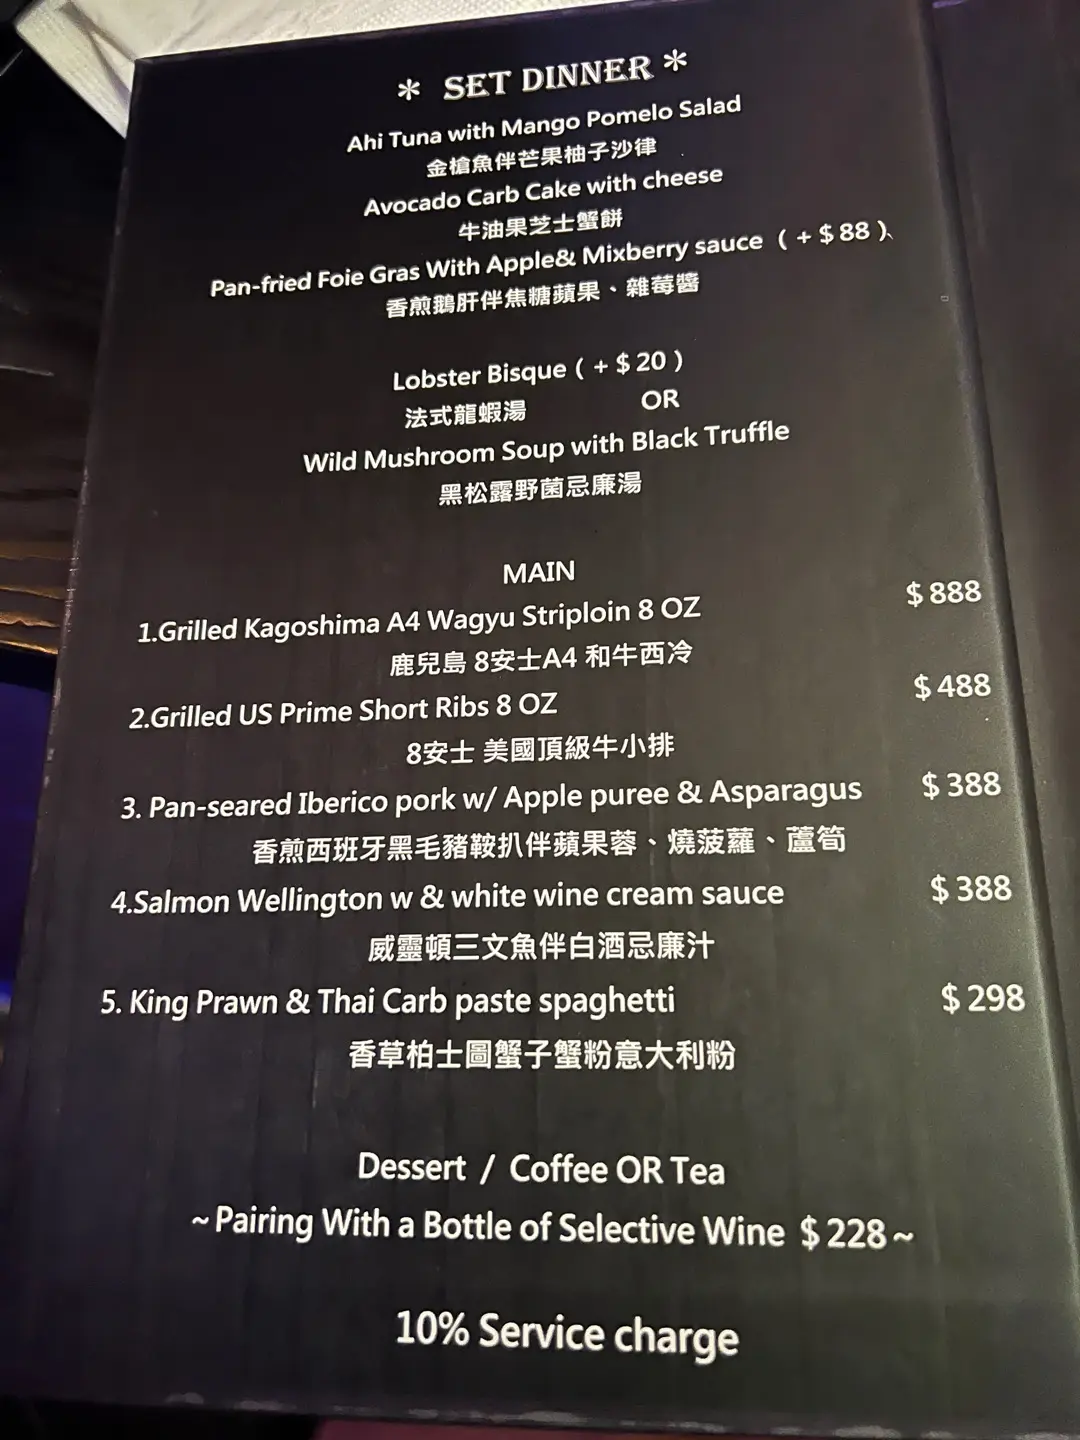 * SET DINNER *
Ahi Tuna with Mango Pomelo Salad
金槍魚伴芒果柚子沙律
Avocado Carb Cake with cheese
牛油果芝士蟹餅
Pan-fried Foie Gras With Apple& Mixberry sauce ( + $ 88 )
香煎鵝肝伴焦糖蘋果、雜莓醬
Lobster Bisque ( + $ 20 )
法式龍蝦湯 OR
Wild Mushroom Soup with Black Truffle
黑松露野菌忌廉湯
MAIN
1.Grilled Kagoshima A4 Wagyu Striploin 8 OZ $ 888
鹿兒島 8安士A4 和牛西冷
2.Grilled US Prime Short Ribs 8 OZ $ 488
8安士 美國頂級牛小排
3. Pan-seared Iberico pork w/ Apple puree & Asparagus $ 388
香煎西班牙黑毛豬鞍扒伴蘋果蓉、燒菠蘿、蘆筍
4.Salmon Wellington w & white wine cream sauce $ 388
威靈頓三文魚伴白酒忌廉汁
5. King Prawn & Thai Carb paste spaghetti $ 298
香草柏士圖蟹子蟹粉意大利粉
Dessert / Coffee OR Tea
~ Pairing With a Bottle of Selective Wine $ 228 ~
10% Service charge